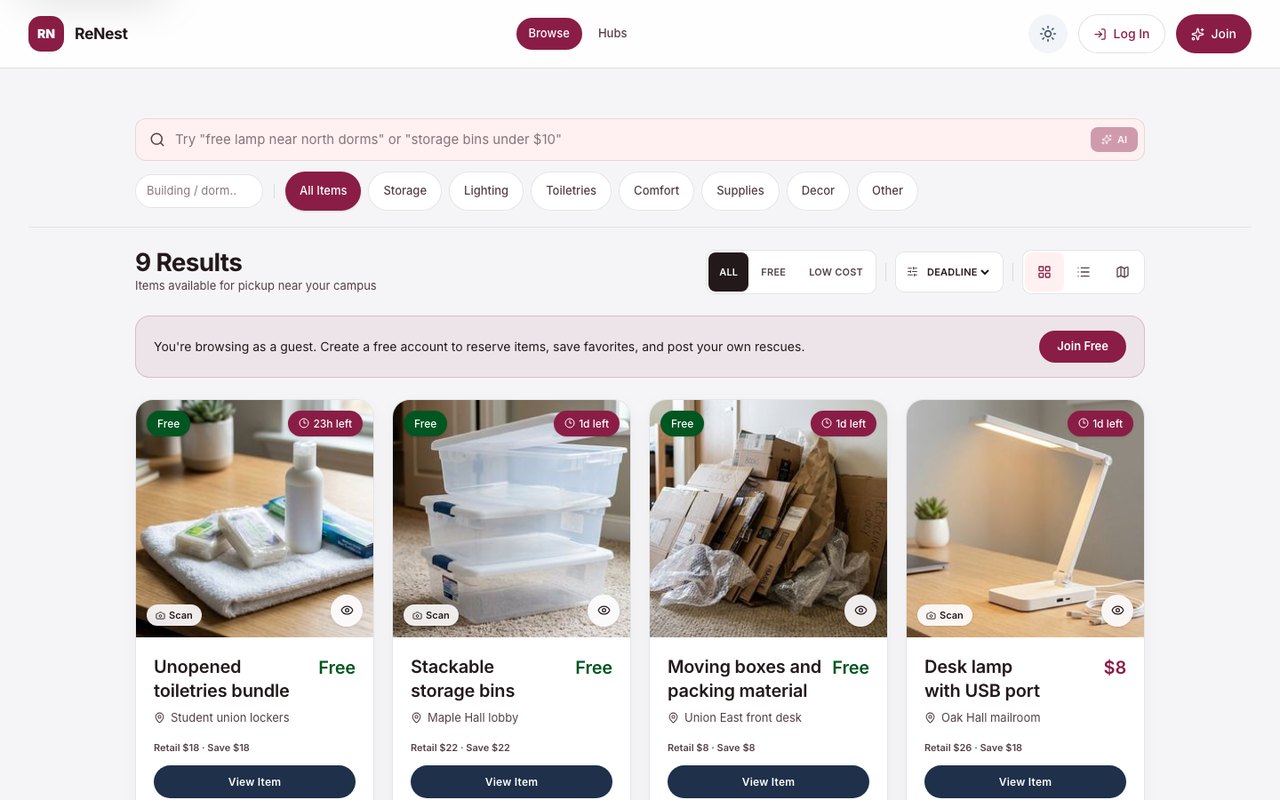 RN ReNest Browse Hubs Log In Join
Try "free lamp near north dorms" or "storage bins under $10" AI
Building / dorm.. All Items Storage Lighting Toiletries Comfort Supplies Decor Other
9 Results
Items available for pickup near your campus
ALL FREE LOW COST DEADLINE
You're browsing as a guest. Create a free account to reserve items, save favorites, and post your own rescues. Join Free
Free 23h left
Scan
Unopened
toiletries bundle
Free
Student union lockers
Retail $18 · Save $18
View Item
Free 1d left
Scan
Stackable
storage bins
Free
Maple Hall lobby
Retail $22 · Save $22
View Item
Free 1d left
Moving boxes and
packing material
Free
Union East front desk
Retail $8 · Save $8
View Item
1d left
Scan
Desk lamp
with USB port
$8
Oak Hall mailroom
Retail $26 · Save $18
View Item